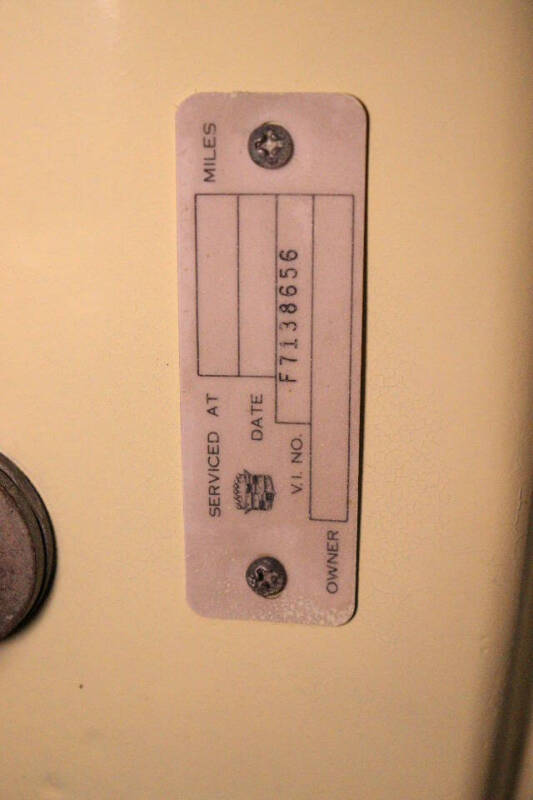 SERVICED AT MILES
DATE
V.I. NO. F7138656
OWNER